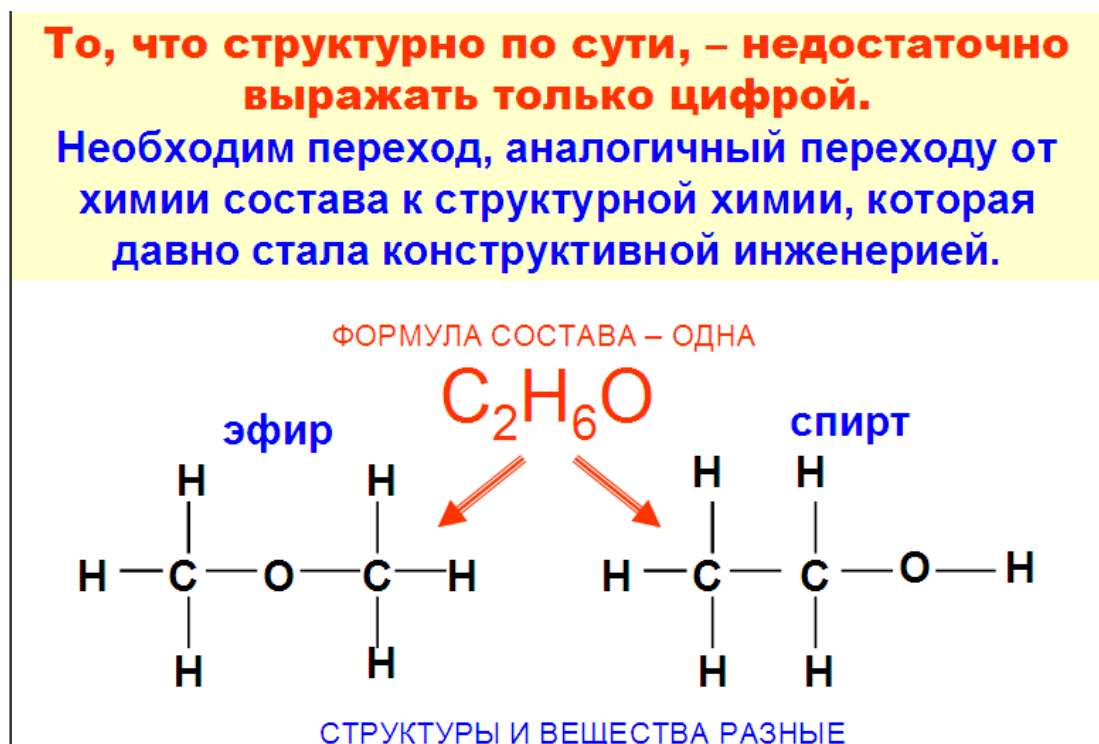 То, что структурно по сути, – недостаточно
выражать только цифрой.
Необходим переход, аналогичный переходу от
химии состава к структурной химии, которая
давно стала конструктивной инженерией.
ФОРМУЛА СОСТАВА – ОДНА
C₂H₆O
эфир
спирт
H H
H C O C H
H H
H H
H C C O H
H H
СТРУКТУРЫ И ВЕЩЕСТВА РАЗНЫЕ